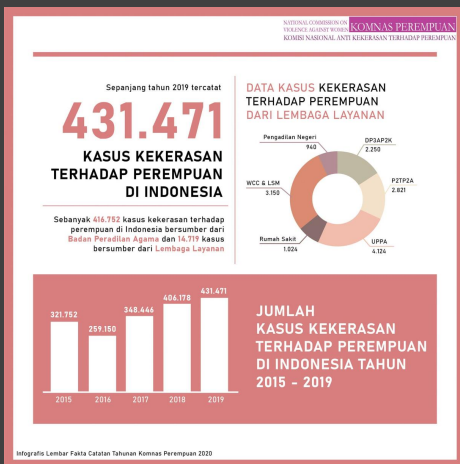 NATIONAL COMMISSION ON
VIOLENCE AGAINST WOMEN
KOMNAS PEREMPUAN
KOMISI NASIONAL ANTI KEKERASAN TERHADAP PEREMPUAN
Sepanjang tahun 2019 tercatat
431.471
KASUS KEKERASAN
TERHADAP PEREMPUAN
DI INDONESIA
Sebanyak 416.752 kasus kekerasan terhadap
perempuan di Indonesia bersumber dari
Badan Peradilan Agama dan 14.719 kasus
bersumber dari Lembaga Layanan
DATA KASUS KEKERASAN
TERHADAP PEREMPUAN
DARI LEMBAGA LAYANAN
Pengadilan Negeri
940
DP3AP2K
2.250
WCC & LSM
3.150
P2TP2A
2.821
Rumah Sakit
1.024
UPPA
4.124
321.752
259.150
348.446
406.178
431.471
2015
2016
2017
2018
2019
JUMLAH
KASUS KEKERASAN
TERHADAP PEREMPUAN
DI INDONESIA TAHUN
2015 - 2019
Infografis Lembar Fakta Catatan Tahunan Komnas Perempuan 2020